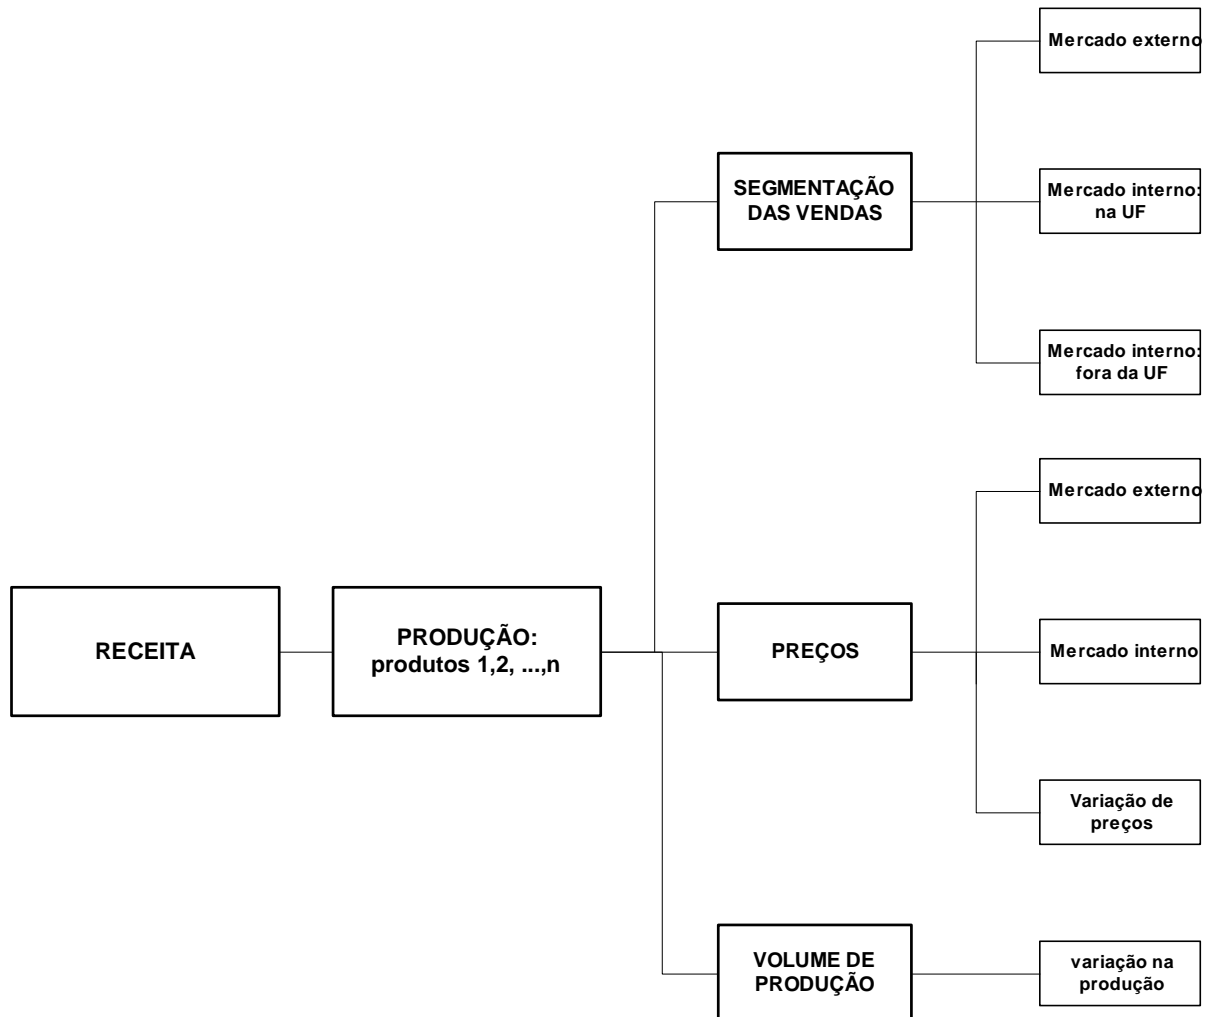 Mercado externo
SEGMENTAÇÃO
DAS VENDAS
Mercado interno:
na UF
Mercado interno:
fora da UF
Mercado externo
RECEITA
PRODUÇÃO:
produtos 1,2, ...,n
PREÇOS
Mercado interno
Variação de
preços
VOLUME DE
PRODUÇÃO
variação na
produção